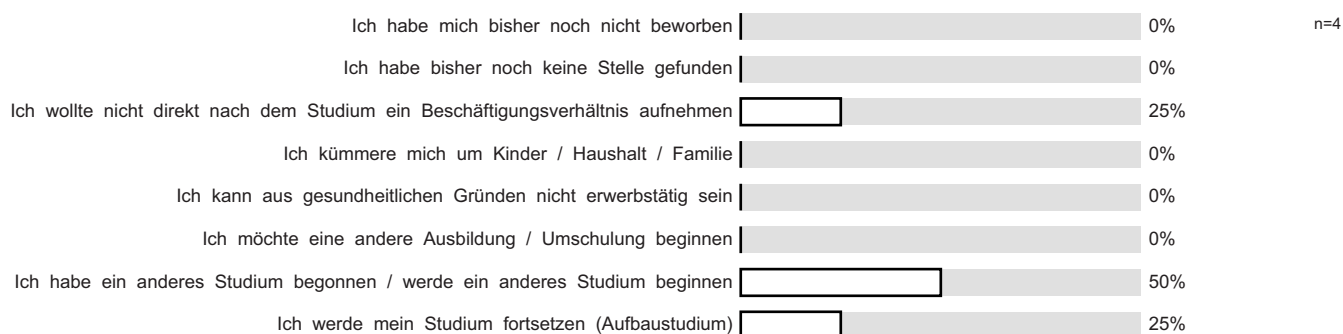 Ich habe mich bisher noch nicht beworben 0% n=4
Ich habe bisher noch keine Stelle gefunden 0%
Ich wollte nicht direkt nach dem Studium ein Beschäftigungsverhältnis aufnehmen 25%
Ich kümmere mich um Kinder / Haushalt / Familie 0%
Ich kann aus gesundheitlichen Gründen nicht erwerbstätig sein 0%
Ich möchte eine andere Ausbildung / Umschulung beginnen 0%
Ich habe ein anderes Studium begonnen / werde ein anderes Studium beginnen 50%
Ich werde mein Studium fortsetzen (Aufbaustudium) 25%